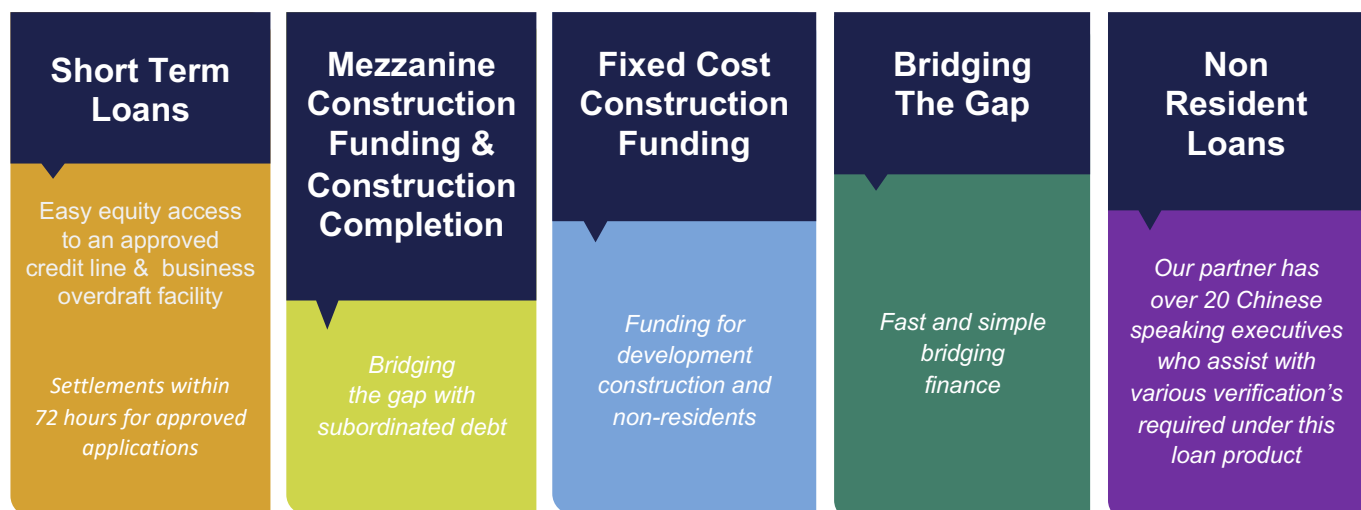 Short Term
Loans
Easy equity access
to an approved
credit line &  business
overdraft facility
Settlements within
72 hours for approved
applications
Mezzanine
Construction
Funding &
Construction
Completion
Bridging
the gap with
subordinated debt
Fixed Cost
Construction
Funding
Funding for
development
construction and
non-residents
Bridging
The Gap
Fast and simple
bridging
finance
Non
Resident
Loans
Our partner has
over 20 Chinese
speaking executives
who assist with
various verification’s
required under this
loan product